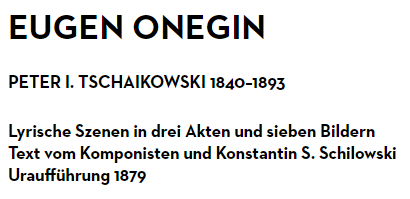 EUGEN ONEGIN
PETER I. TSCHAIKOWSKI 1840–1893
Lyrische Szenen in drei Akten und sieben Bildern
Text vom Komponisten und Konstantin S. Schilowski
Uraufführung 1879